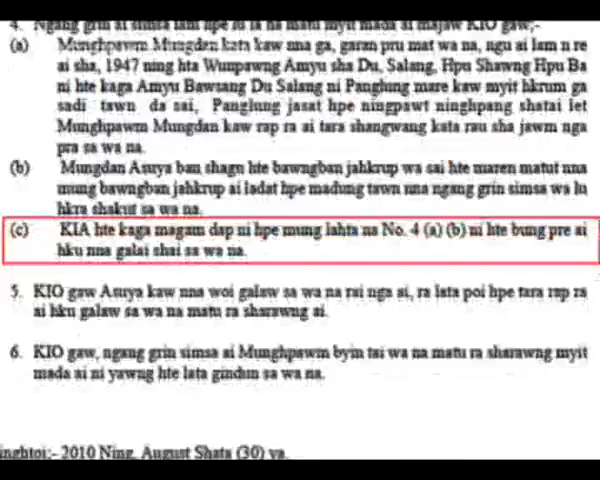 4. Ngang grin ai simsa lam hpe lu la na matu myit mada ai majaw KIO gaw;-
(a) Munghpawm Mungdan kata kaw nna ga, garan pru mat wa na, ngu ai lam n re
ai sha, 1947 ning hta Wunpawng Amyu sha Du, Salang, Hpu Shawng Hpu Ba
ni hte kaga Amyu Bawsang Du Salang ni Panglung mare kaw myit hkrum ga
sadi tawn da sai, Panglung jasat hpe ningpawt ninghpang shatai let
Munghpawm Mungdan kaw rap ra ai tara shangwang kata rau sha jawm nga
pra sa wa na.
(b) Mungdan Asuya ban shagu hte bawngban jahkrup wa sai hte maren matut nna
mung bawngban jahkrup ai ladat hpe madung tawn nna ngang grin simsa wa lu
hkra shakut sa wa na.
(c) KIA hte kaga magam dap ni hpe mung lahta na No. 4 (a) (b) ni hte bung pre ai
hku nna galai shai sa wa na.
5. KIO gaw Asuya kaw nna woi galaw sa wa na rai nga ai, ra lata poi hpe tara rap ra
ai hku galaw sa wa na matu ra sharawng ai.
6. KIO gaw, ngang grin simsa ai Munghpawm byin tai wa na matu ra sharawng myit
mada ai ni yawng hte lata gindun sa wa na.
2010 Ning, August Shata (30) ya.